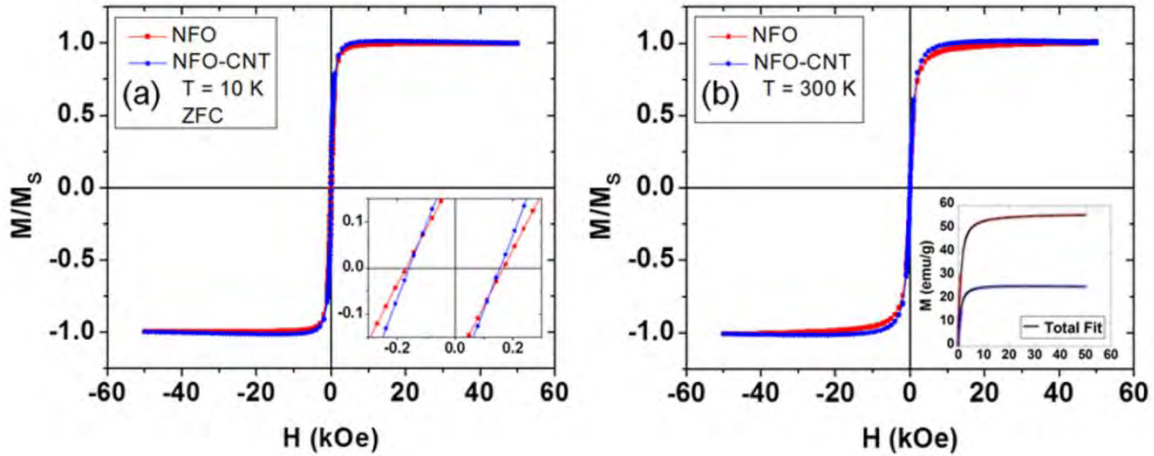 NFO
NFO-CNT
T = 10 K
ZFC
(a)
1.0
0.5
0.0
-0.5
-1.0
M/MS
0.1
0.0
-0.1
-0.2 0.0 0.2
-60 -40 -20 0 20 40 60
H (kOe)
NFO
NFO-CNT
T = 300 K
(b)
1.0
0.5
0.0
-0.5
-1.0
M/MS
60
50
40
30
20
10
0
M (emu/g)
Total Fit
0 10 20 30 40 50 60
-60 -40 -20 0 20 40 60
H (kOe)